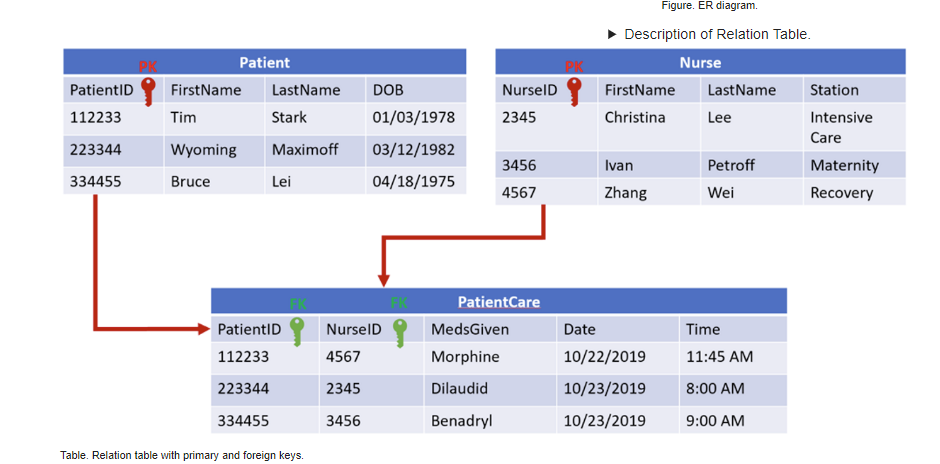 Figure. ER diagram.
▶ Description of Relation Table.
PK Patient
PatientID FirstName LastName DOB
112233 Tim Stark 01/03/1978
223344 Wyoming Maximoff 03/12/1982
334455 Bruce Lei 04/18/1975
PK Nurse
NurseID FirstName LastName Station
2345 Christina Lee Intensive
Care
3456 Ivan Petroff Maternity
4567 Zhang Wei Recovery
FK FK PatientCare
PatientID NurseID MedsGiven Date Time
112233 4567 Morphine 10/22/2019 11:45 AM
223344 2345 Dilaudid 10/23/2019 8:00 AM
334455 3456 Benadryl 10/23/2019 9:00 AM
Table. Relation table with primary and foreign keys.